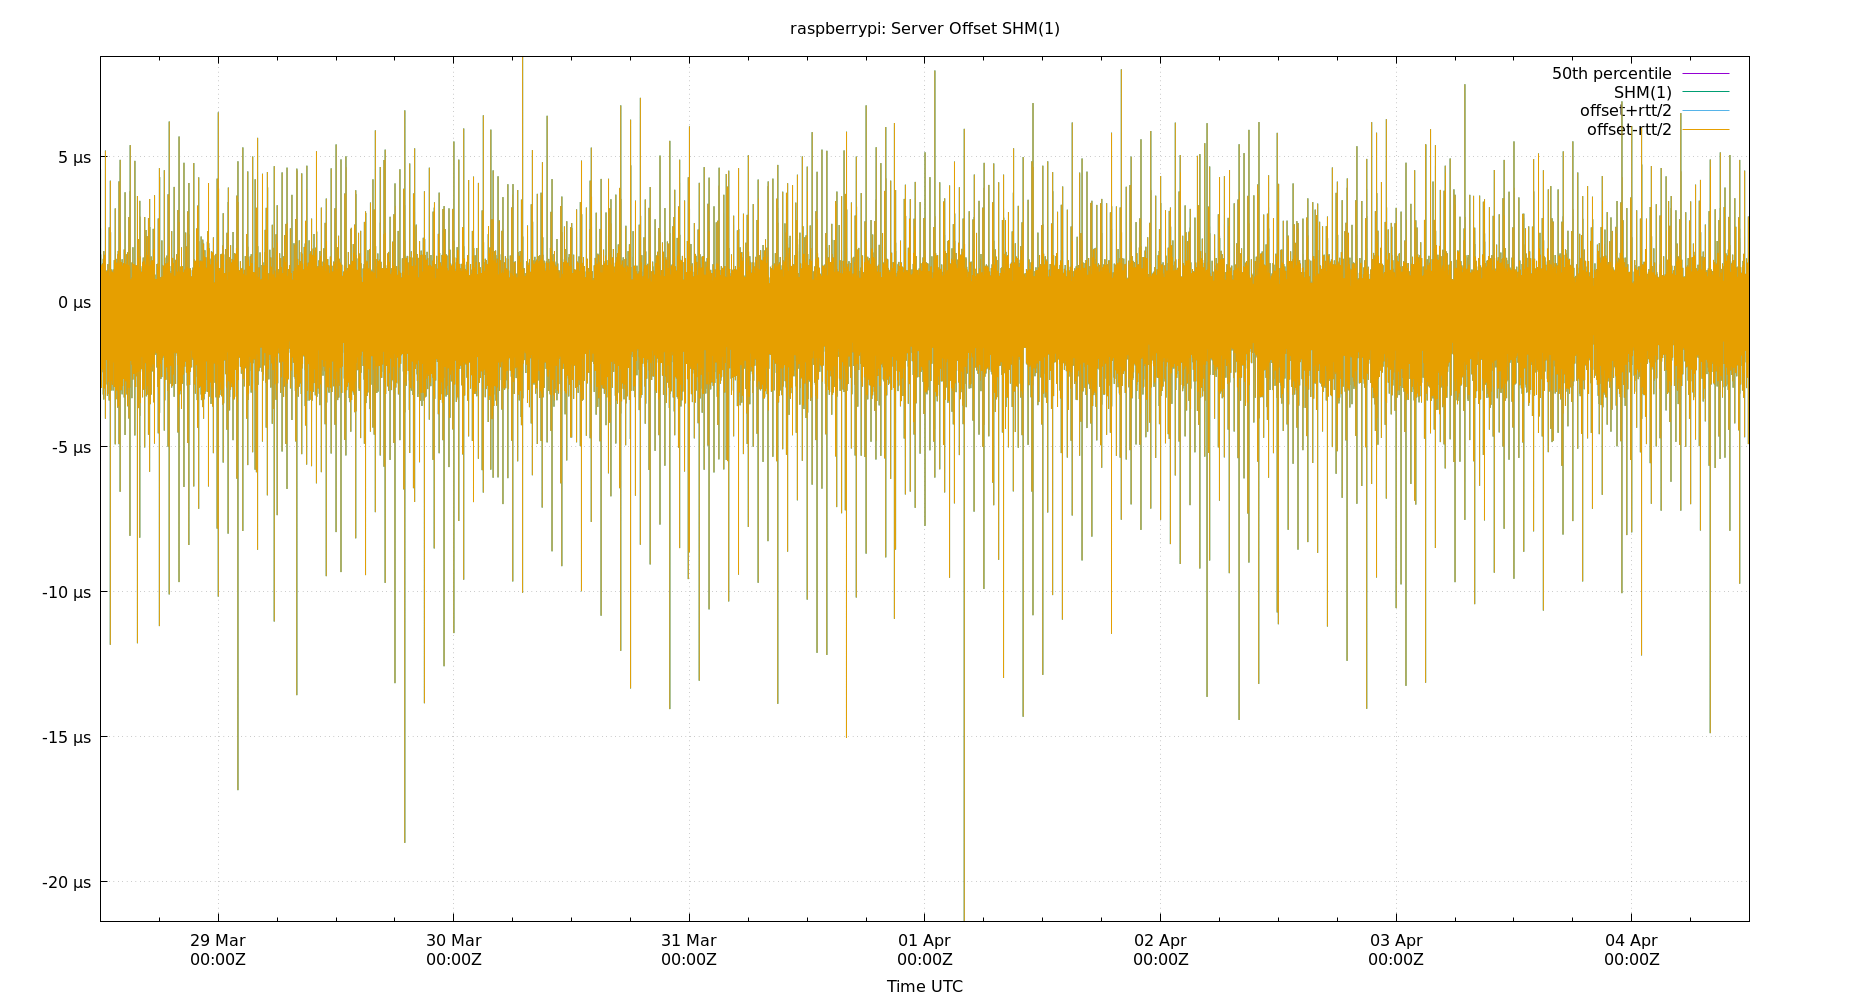 raspberrypi: Server Offset SHM(1)
50th percentile
SHM(1)
offset+rtt/2
offset-rtt/2
5 µs
0 µs
-5 µs
-10 µs
-15 µs
-20 µs
29 Mar
00:00Z
30 Mar
00:00Z
31 Mar
00:00Z
01 Apr
00:00Z
02 Apr
00:00Z
03 Apr
00:00Z
04 Apr
00:00Z
Time UTC